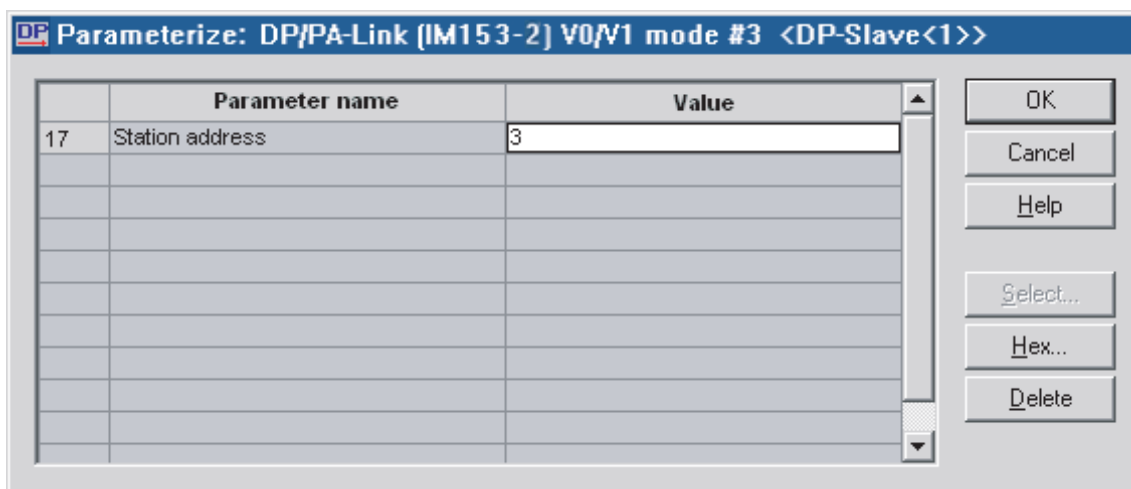 DP Parameterize: DP/PA-Link (IM153-2) V0/V1 mode #3 <DP-Slave<1>>
Parameter name Value
17 Station address 3
OK
Cancel
Help
Select...
Hex...
Delete